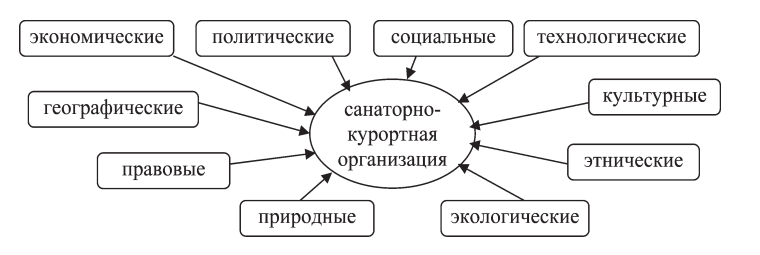 экономические
политические
социальные
технологические
географические
санаторно-
курортная
организация
культурные
правовые
этнические
природные
экологические